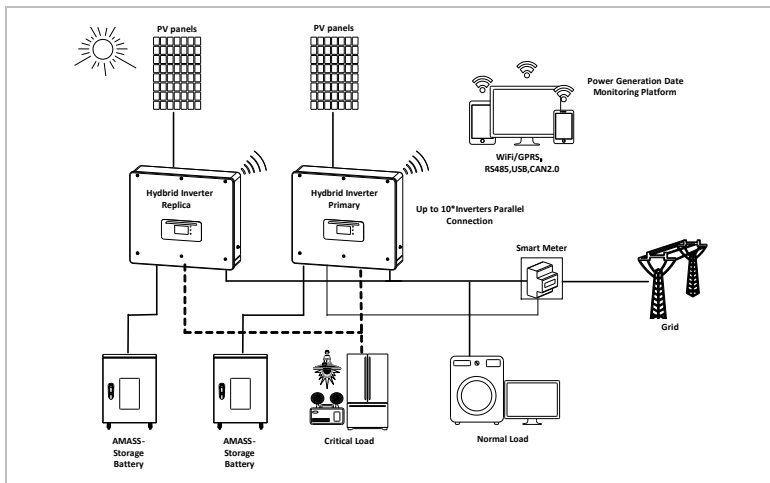 PV panels
PV panels
Power Generation Date
Monitoring Platform
WiFi/GPRS,
RS485,USB,CAN2.0
Hydbrid Inverter
Replica
Hydbrid Inverter
Primary
Up to 10*Inverters Parallel
Connection
Smart Meter
Grid
AMASS-
Storage
Battery
AMASS-
Storage
Battery
Critical Load
Normal Load